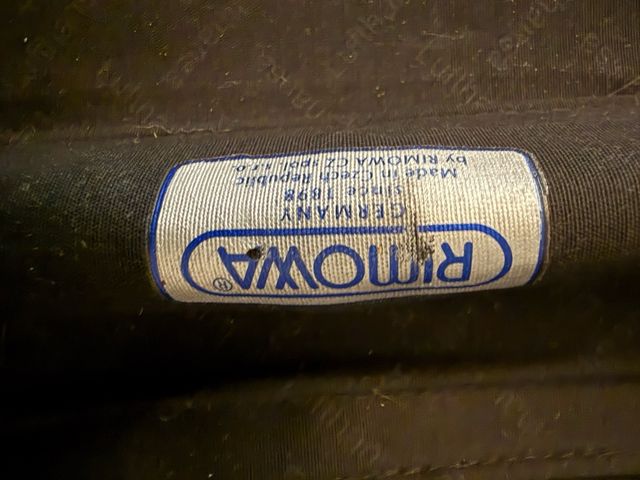 RIMOWA®
GERMANY
since 1898
Made in Czech Republic
by RIMOWA CZ spol. s r.o.